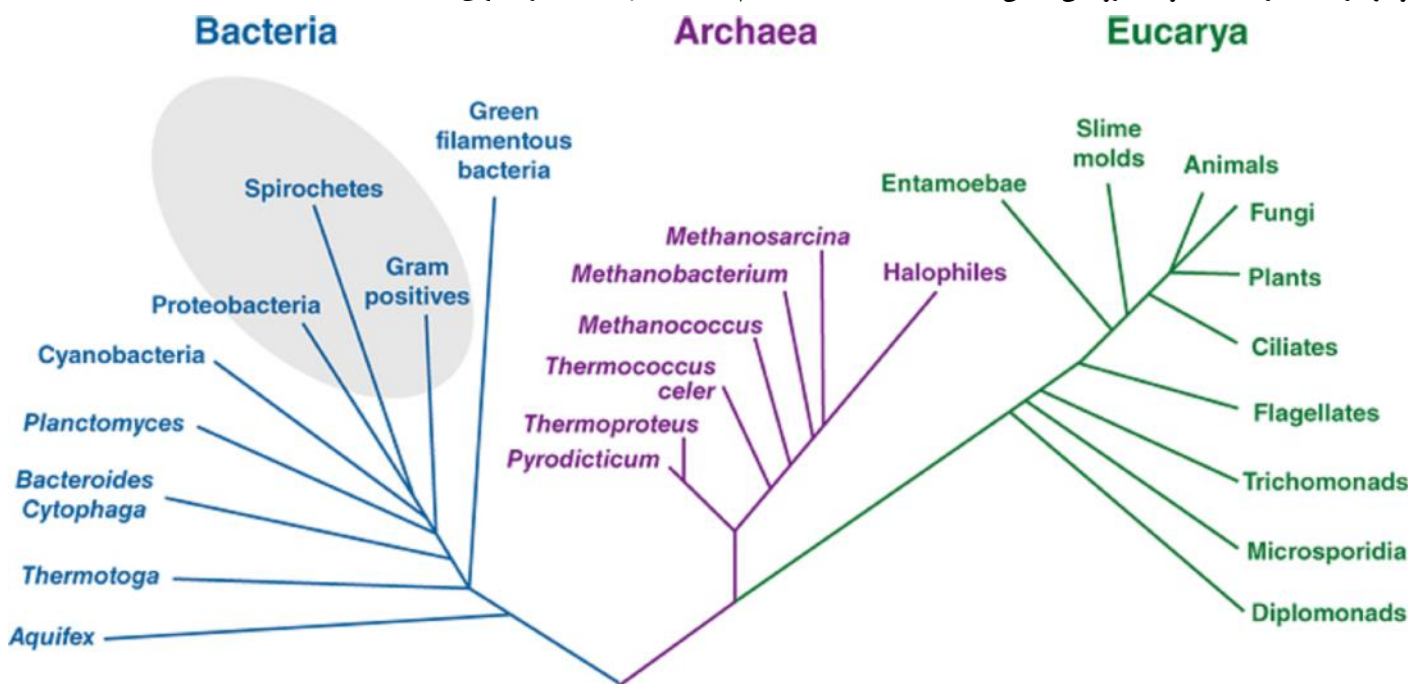 Bacteria
Archaea
Eucarya
Green
filamentous
bacteria
Spirochetes
Gram
positives
Proteobacteria
Cyanobacteria
Planctomyces
Bacteroides
Cytophaga
Thermotoga
Aquifex
Methanosarcina
Methanobacterium
Halophiles
Methanococcus
Thermococcus
celer
Thermoproteus
Pyrodicticum
Entamoebae
Slime
molds
Animals
Fungi
Plants
Ciliates
Flagellates
Trichomonads
Microsporidia
Diplomonads